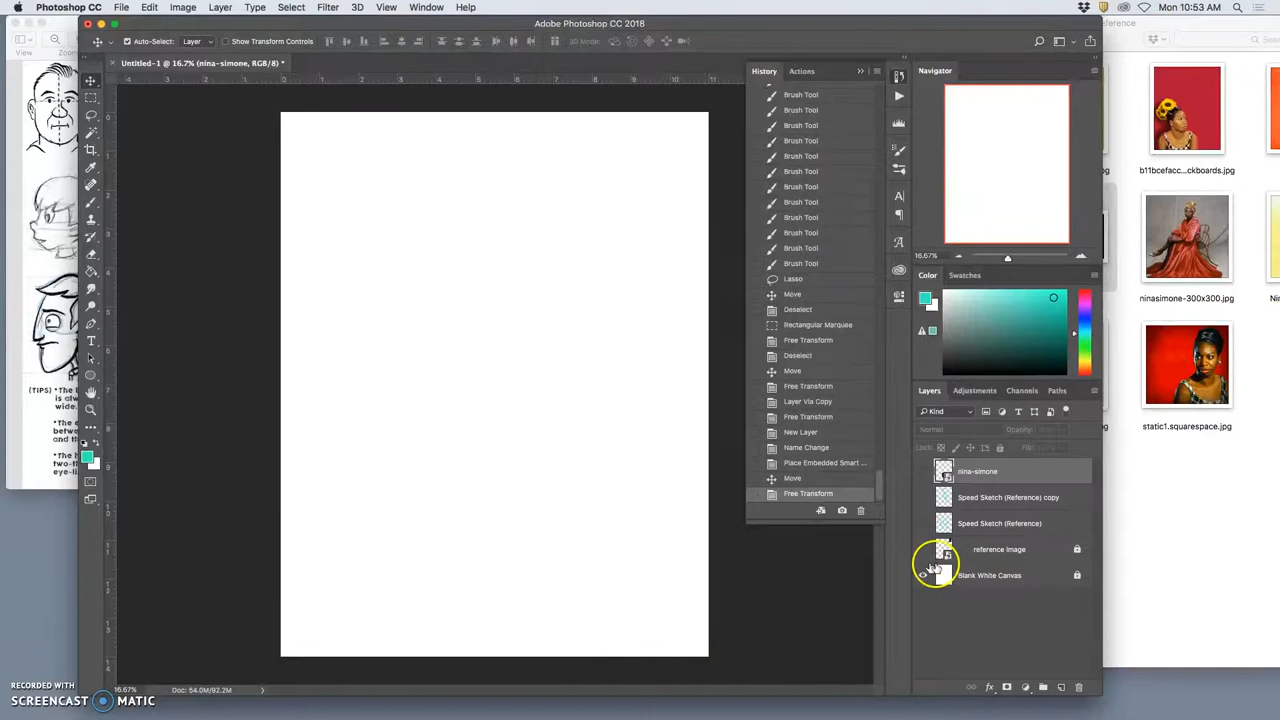 Photoshop CC File Edit Image Layer Type Select Filter 3D View Window Help
Mon 10:53 AM
Adobe Photoshop CC 2018
View
Auto-Select: Layer Show Transform Controls 3D Mode:
Untitled-1 @ 16.7% (nina-simone, RGB/8) *
History Actions
Brush Tool
Brush Tool
Brush Tool
Brush Tool
Brush Tool
Brush Tool
Brush Tool
Brush Tool
Brush Tool
Brush Tool
Brush Tool
Brush Tool
Lasso
Move
Deselect
Rectangular Marquee
Free Transform
Deselect
Move
Free Transform
Layer Via Copy
Free Transform
New Layer
Name Change
Place Embedded Smart ...
Move
Free Transform
Navigator
16.67%
Color Swatches
Layers Adjustments Channels Paths
Kind
Normal Opacity:
Lock: Fill:
nina-simone
Speed Sketch (Reference) copy
Speed Sketch (Reference)
reference Image
Blank White Canvas
16.67% Doc: 54.0M/92.2M
b11bcefacc...ckboards.jpg
ninasimone-300x300.jpg
static1.squarespace.jpg
(TIPS)
RECORDED WITH
SCREENCAST MATIC